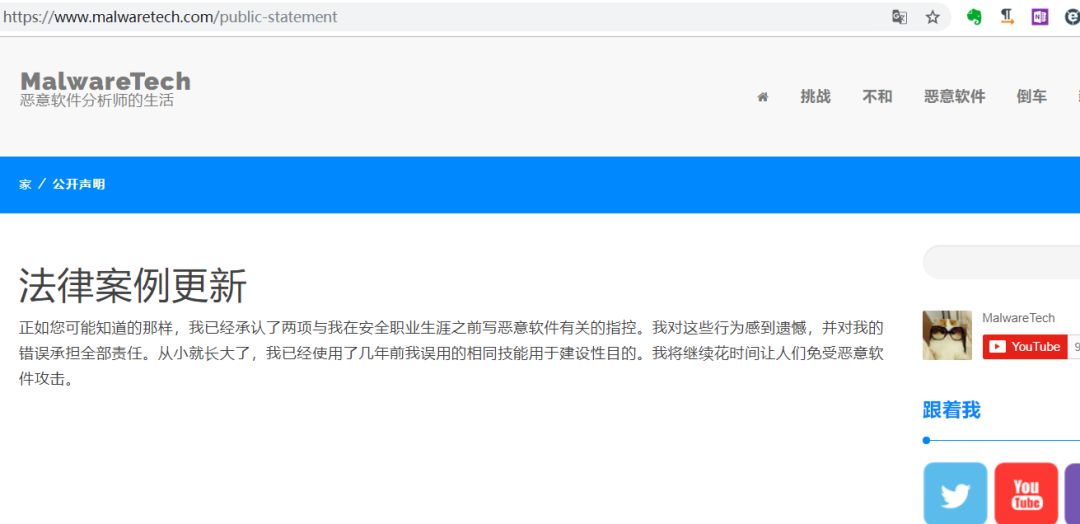 https://www.malwaretech.com/public-statement
MalwareTech
恶意软件分析师的生活
挑战 不和 恶意软件 倒车
家 / 公开声明
法律案例更新
正如您可能知道的那样，我已经承认了两项与我在安全职业生涯之前写恶意软件有关的指控。我对这些行为感到遗憾，并对我的
错误承担全部责任。从小就长大了，我已经使用了几年前我误用的相同技能用于建设性目的。我将继续花时间让人们免受恶意软
件攻击。
MalwareTech
YouTube 9
跟着我
You
Tube